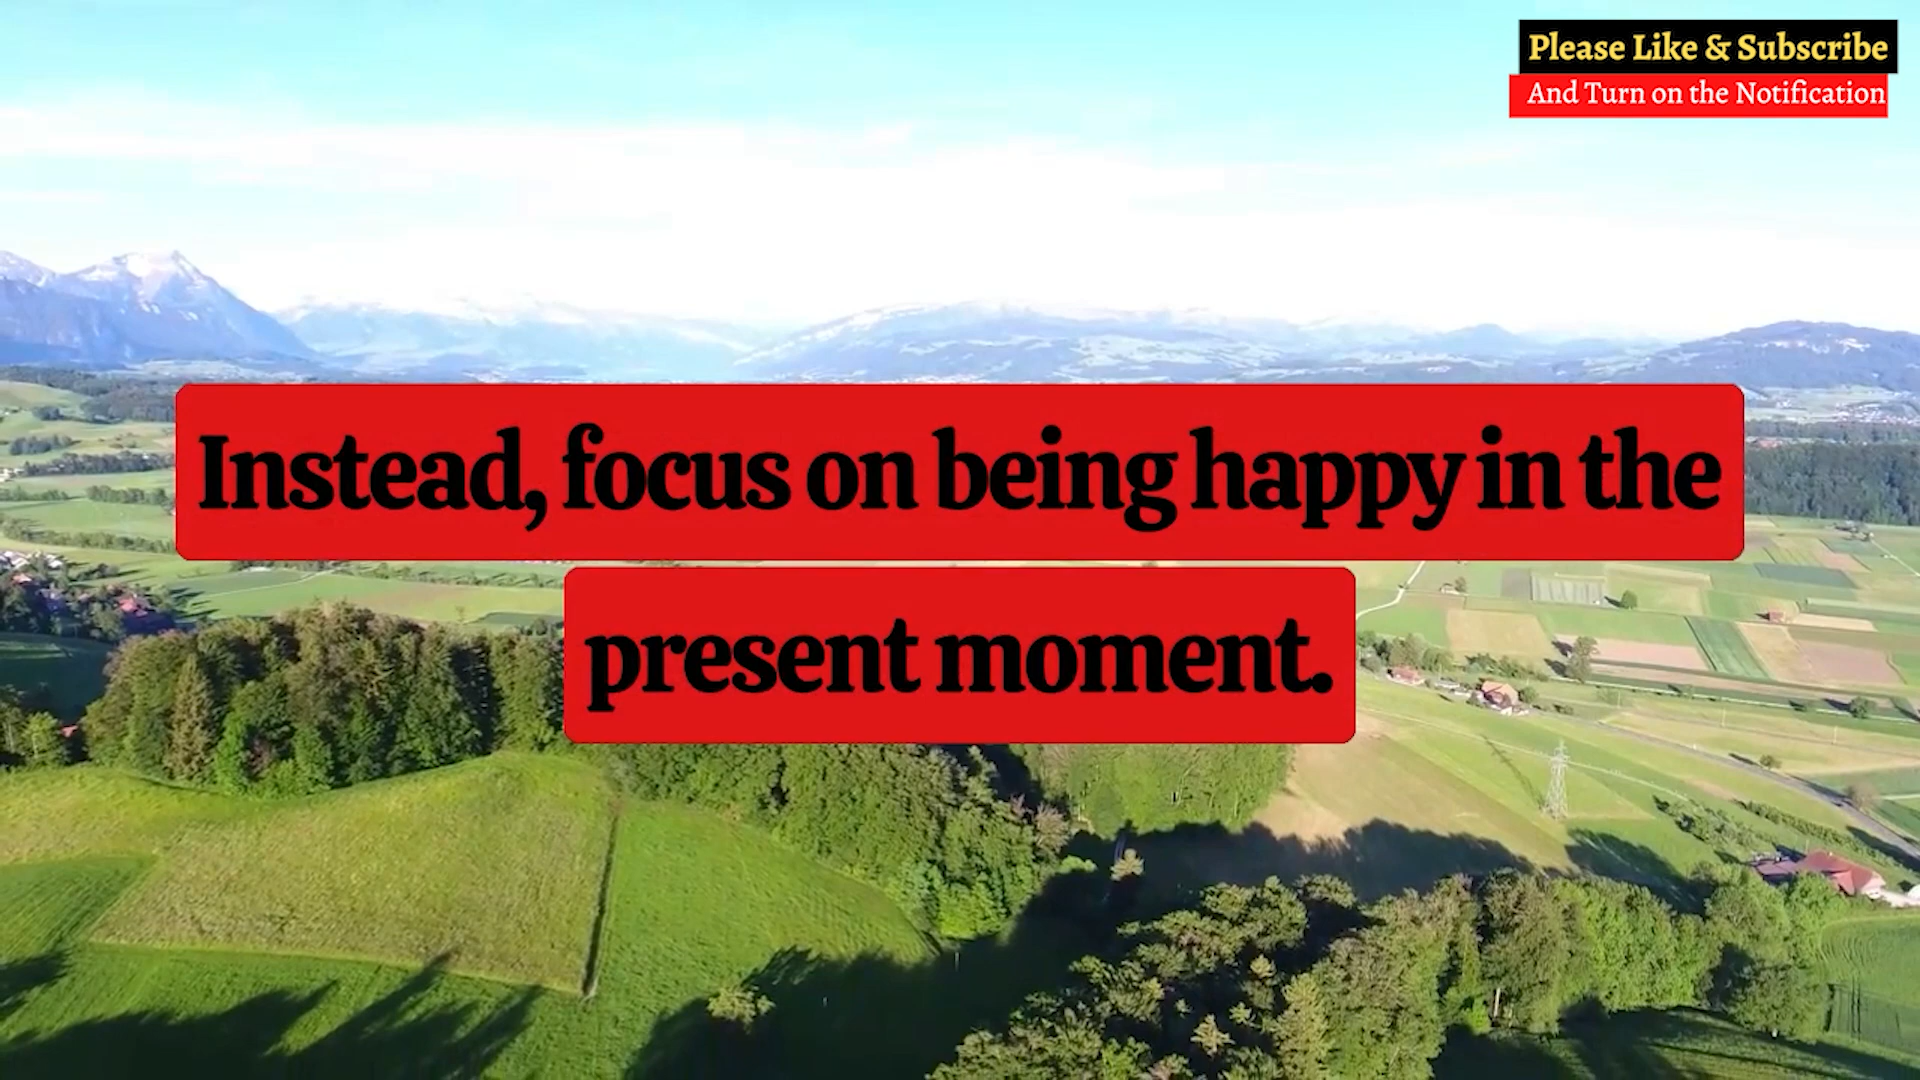 Please Like & Subscribe
And Turn on the Notification
Instead, focus on being happy in the
present moment.